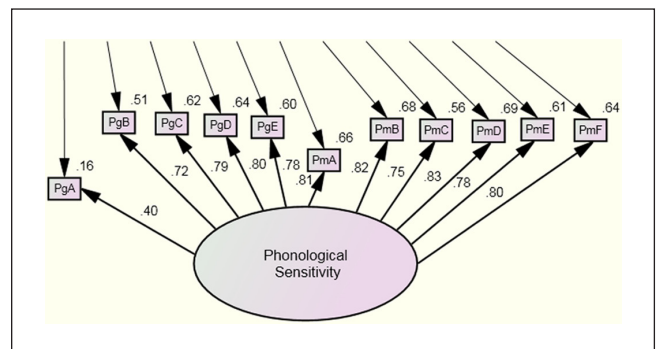 .51 .62 .64 .60 .68 .56 .69 .61 .64
PgB PgC PgD PgE PmB PmC PmD PmE PmF
.66
PmA
.16
PgA
.40 .72 .79 .80 .78 .81 .82 .75 .83 .78 .80
Phonological
Sensitivity